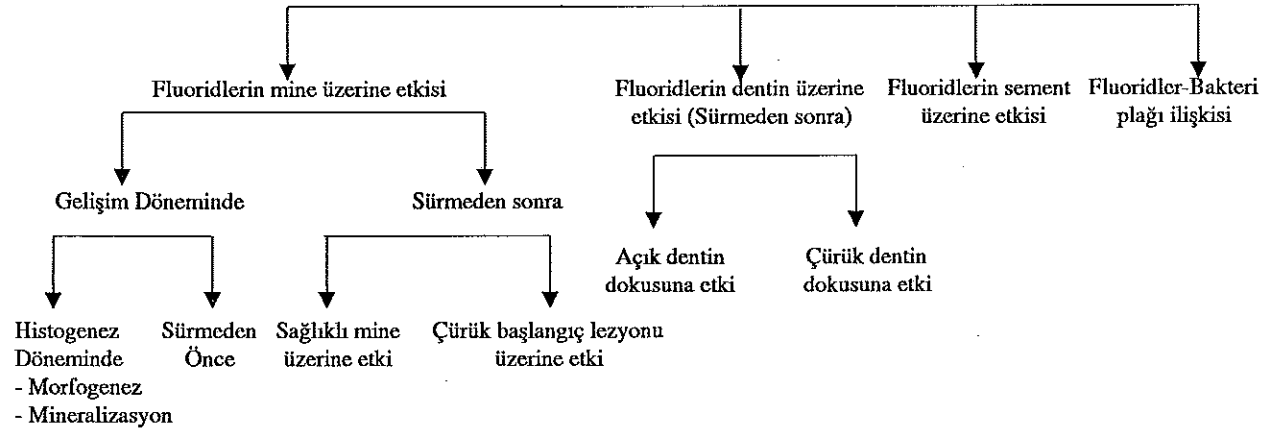 Fluoridlerin mine üzerine etkisi
Fluoridlerin dentin üzerine
etkisi (Sürmeden sonra)
Fluoridlerin sement
üzerine etkisi
Fluoridler-Bakteri
plağı ilişkisi
Gelişim Döneminde
Sürmeden sonra
Açık dentin
dokusuna etki
Çürük dentin
dokusuna etki
Histogenez
Döneminde
- Morfogenez
- Mineralizasyon
Sürmeden
Önce
Sağlıklı mine
üzerine etki
Çürük başlangıç lezyonu
üzerine etki